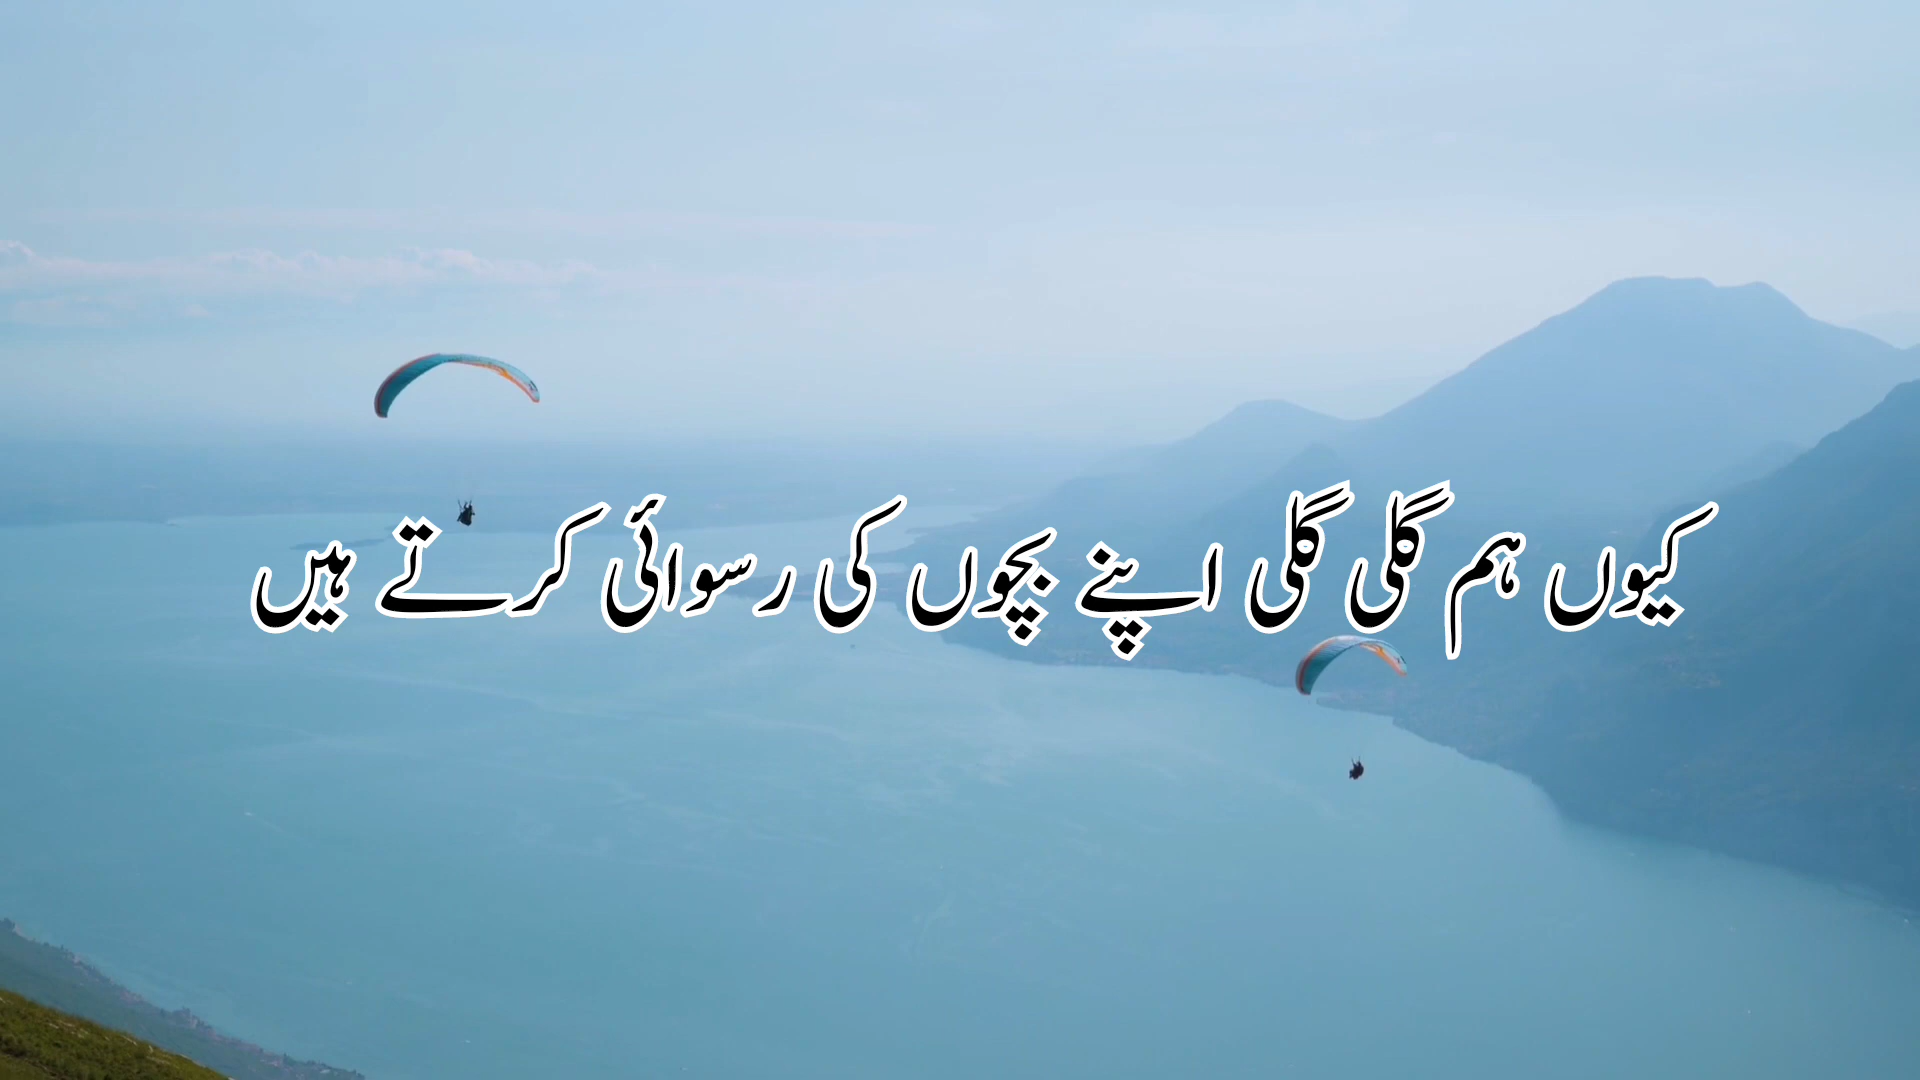 کیوں ہم گلی گلی اپنے بچوں کی رسوائی کرتے ہیں